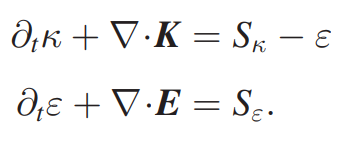 ∂ₜκ + ∇·𝑲 = S_κ − ε
∂ₜε + ∇·𝑬 = S_ε.